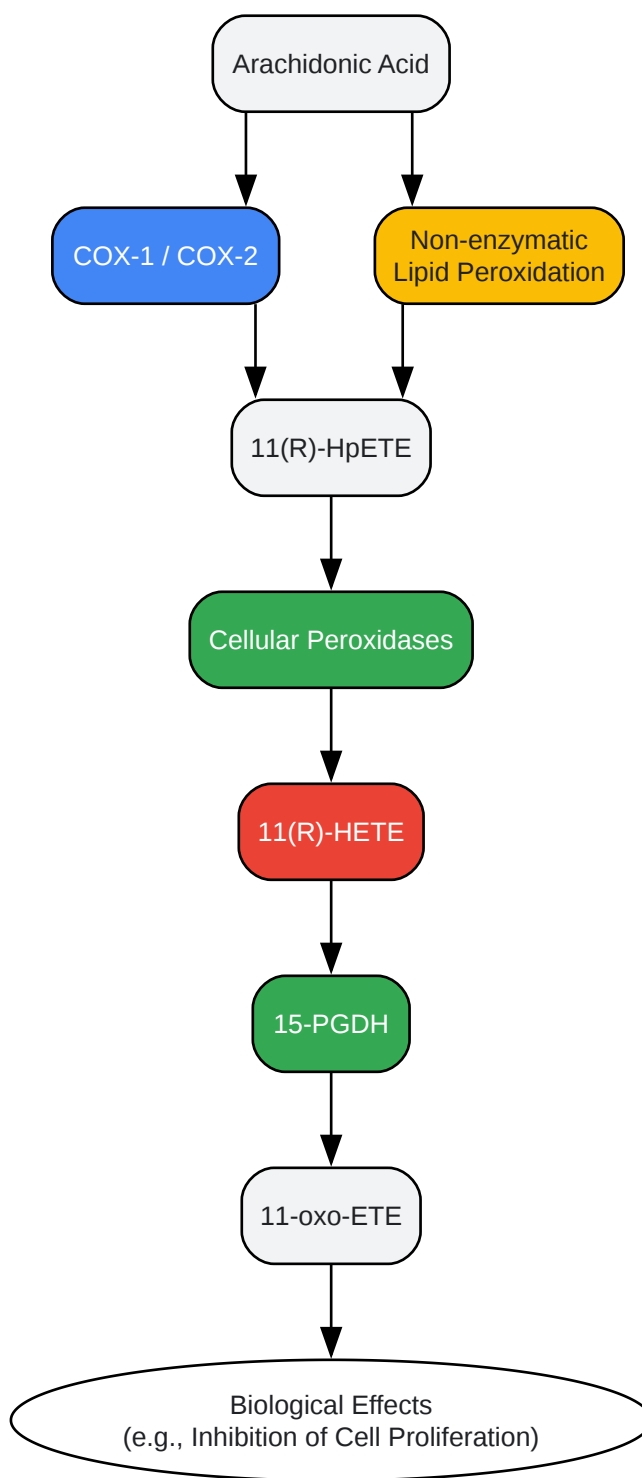 Arachidonic Acid
COX-1 / COX-2
Non-enzymatic
Lipid Peroxidation
11(R)-HpETE
Cellular Peroxidases
11(R)-HETE
15-PGDH
11-oxo-ETE
Biological Effects
(e.g., Inhibition of Cell Proliferation)